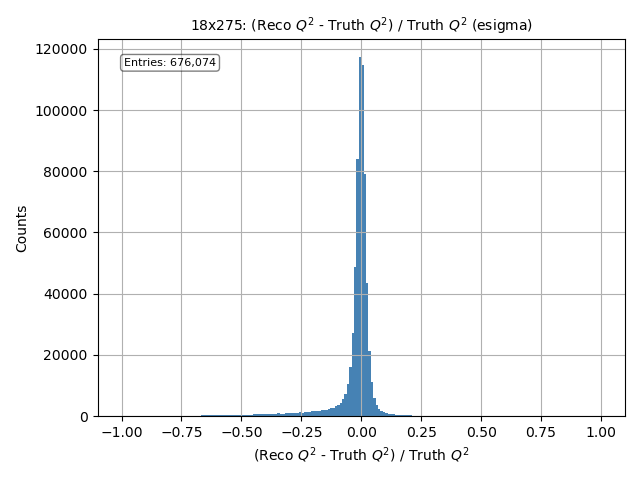 18x275: (Reco Q² - Truth Q²) / Truth Q² (esigma)
Entries: 676,074
120000
100000
80000
60000
40000
20000
0
Counts
−1.00 −0.75 −0.50 −0.25 0.00 0.25 0.50 0.75 1.00
(Reco Q² - Truth Q²) / Truth Q²